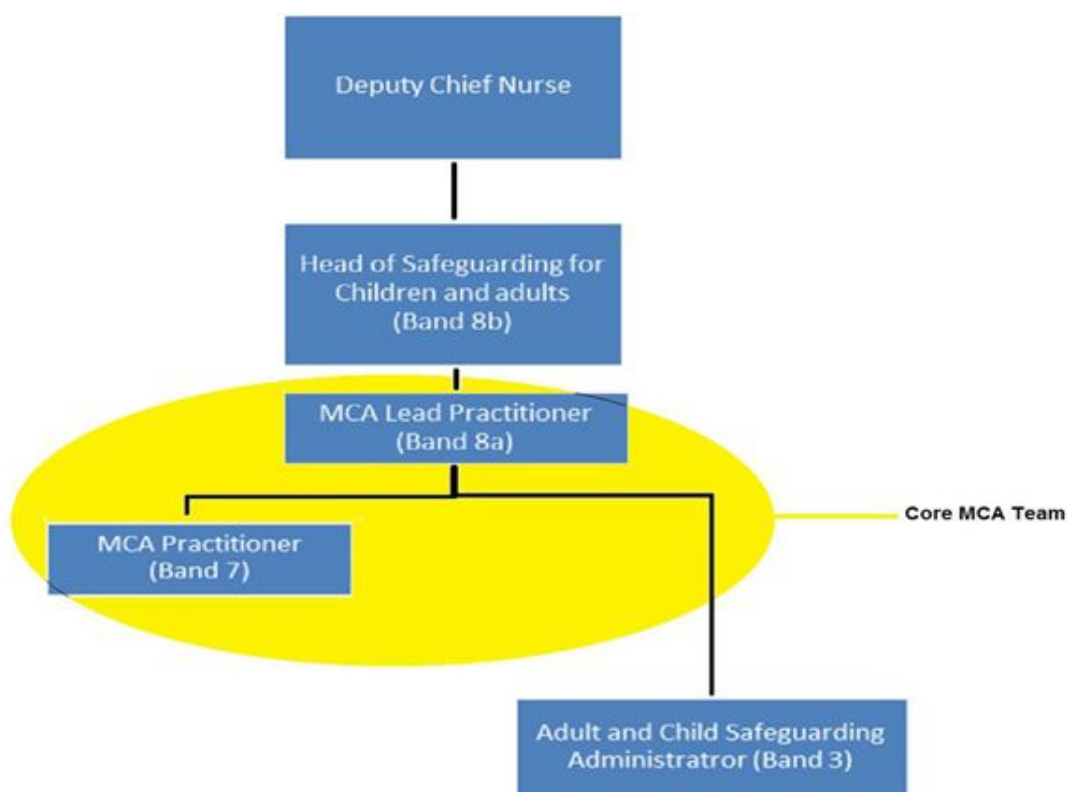 Deputy Chief Nurse
Head of Safeguarding for
Children and adults
(Band 8b)
MCA Lead Practitioner
(Band 8a)
Core MCA Team
MCA Practitioner
(Band 7)
Adult and Child Safeguarding
Administratror (Band 3)